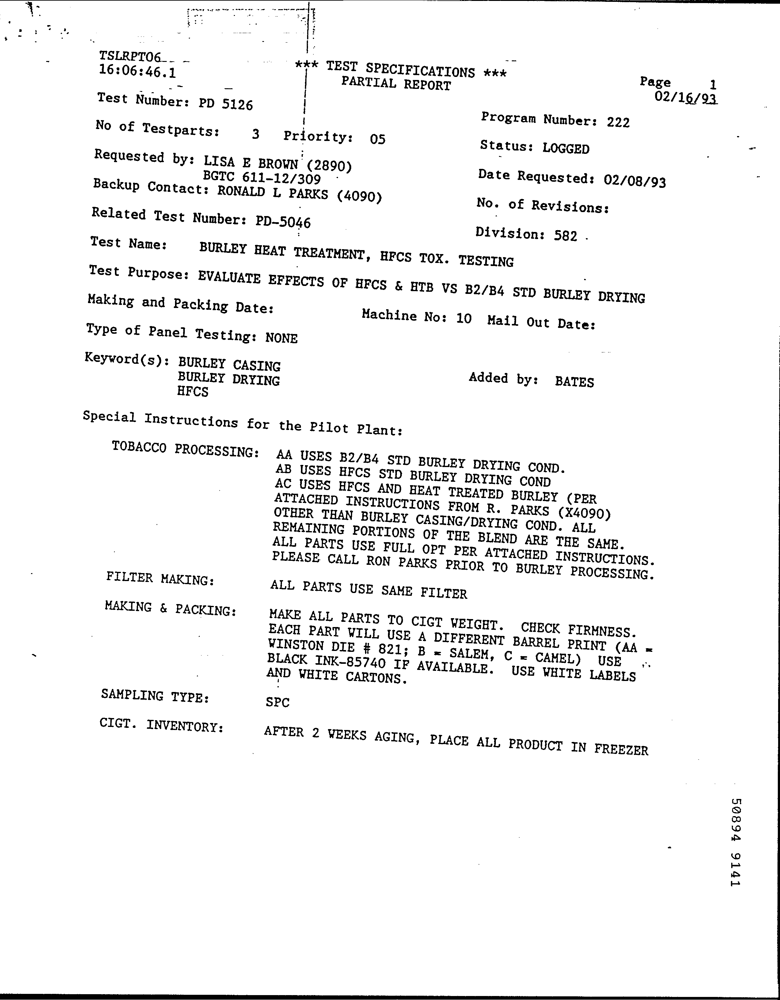 TSLRPT06
16:06:46.1
*** TEST SPECIFICATIONS ***
PARTIAL REPORT
Page 1
02/16/93
Test Number: PD 5126
Program Number: 222
No of Testparts: 3 Priority: 05
Status: LOGGED
Requested by: LISA E BROWN (2890)
BGTC 611-12/309
Date Requested: 02/08/93
Backup Contact: RONALD L PARKS (4090)
No. of Revisions:
Related Test Number: PD-5046
Division: 582
Test Name: BURLEY HEAT TREATMENT, HFCS TOX. TESTING
Test Purpose: EVALUATE EFFECTS OF HFCS & HTB VS B2/B4 STD BURLEY DRYING
Making and Packing Date: Machine No: 10 Mail Out Date:
Type of Panel Testing: NONE
Keyword(s): BURLEY CASING
BURLEY DRYING
HFCS
Added by: BATES
Special Instructions for the Pilot Plant:
TOBACCO PROCESSING: AA USES B2/B4 STD BURLEY DRYING COND.
AB USES HFCS STD BURLEY DRYING COND
AC USES HFCS AND HEAT TREATED BURLEY (PER
ATTACHED INSTRUCTIONS FROM R. PARKS (X4090)
OTHER THAN BURLEY CASING/DRYING COND. ALL
REMAINING PORTIONS OF THE BLEND ARE THE SAME.
ALL PARTS USE FULL OPT PER ATTACHED INSTRUCTIONS.
PLEASE CALL RON PARKS PRIOR TO BURLEY PROCESSING.
FILTER MAKING: ALL PARTS USE SAME FILTER
MAKING & PACKING: MAKE ALL PARTS TO CIGT WEIGHT. CHECK FIRMNESS.
EACH PART WILL USE A DIFFERENT BARREL PRINT (AA =
WINSTON DIE # 821; B = SALEM, C = CAMEL) USE
BLACK INK-85740 IF AVAILABLE. USE WHITE LABELS
AND WHITE CARTONS.
SAMPLING TYPE: SPC
CIGT. INVENTORY: AFTER 2 WEEKS AGING, PLACE ALL PRODUCT IN FREEZER
50894 9141